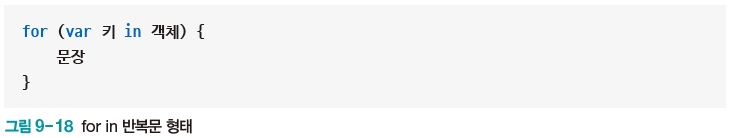 for (var 키 in 객체) {
    문장
}
그림 9-18 for in 반복문 형태